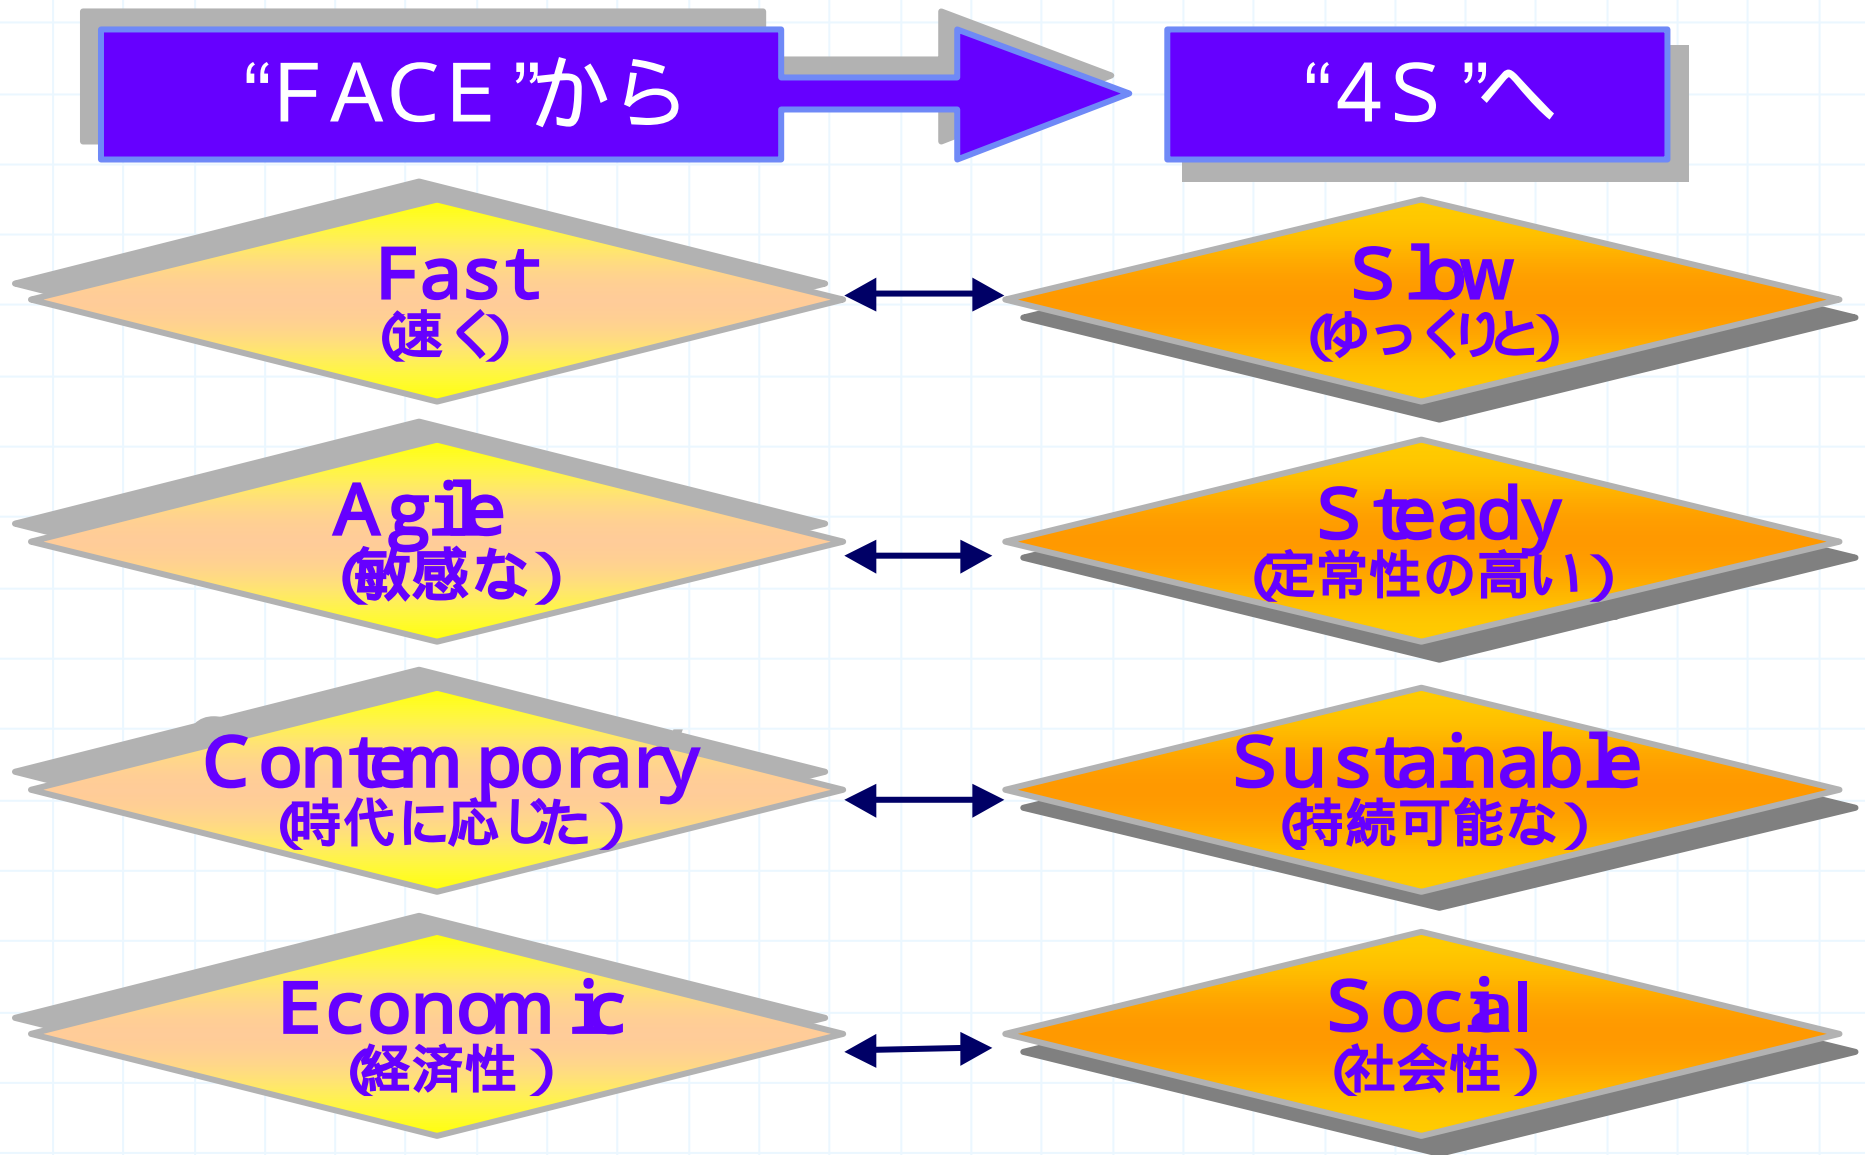 “FACE”から
“4S”へ
Fast
(速く)
Slow
(ゆっくりと)
Agile
(敏感な)
Steady
(定常性の高い)
Contemporary
(時代に応じた)
Sustainable
(持続可能な)
Economic
(経済性)
Social
(社会性)